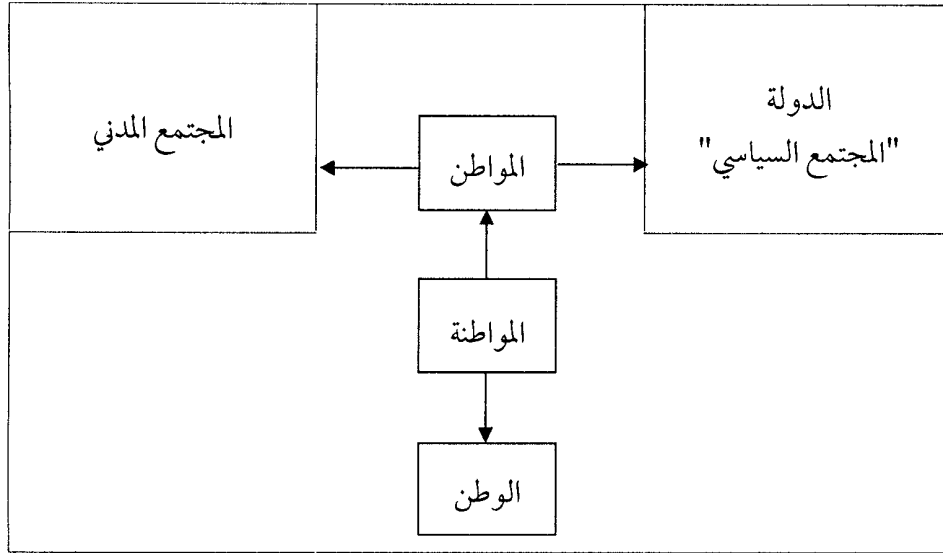 الدولة
"المجتمع السياسي"
المواطن
المجتمع المدني
المواطنة
الوطن